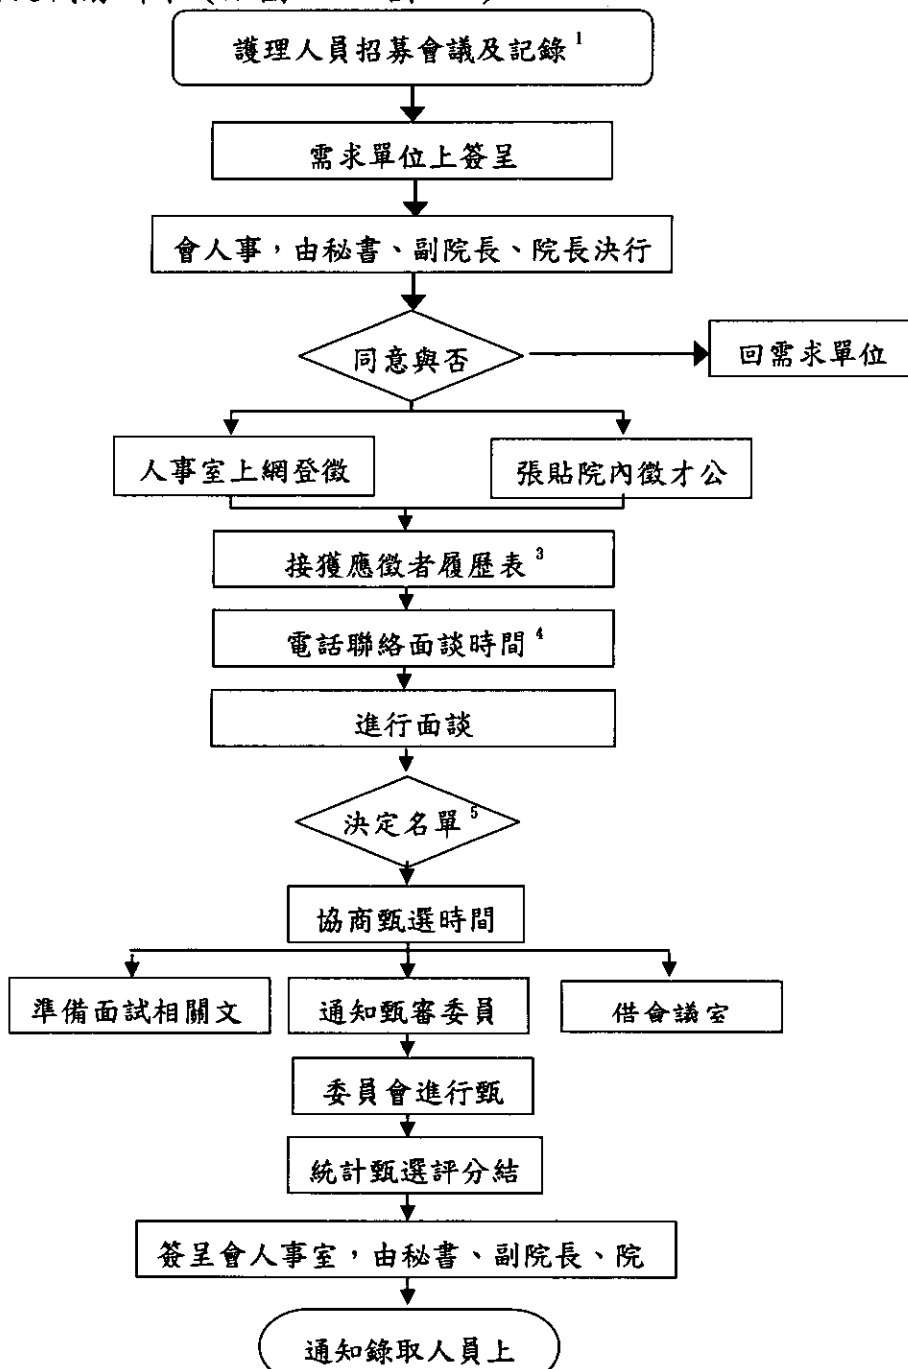 護理人員招募會議及記錄 1
需求單位上簽呈
會人事，由秘書、副院長、院長決行
同意與否
回需求單位
人事室上網登徵
張貼院內徵才公
接獲應徵者履歷表 3
電話聯絡面談時間 4
進行面談
決定名單 5
協商甄選時間
準備面試相關文
通知甄審委員
借會議室
委員會進行甄
統計甄選評分結
簽呈會人事室，由秘書、副院長、院
通知錄取人員上